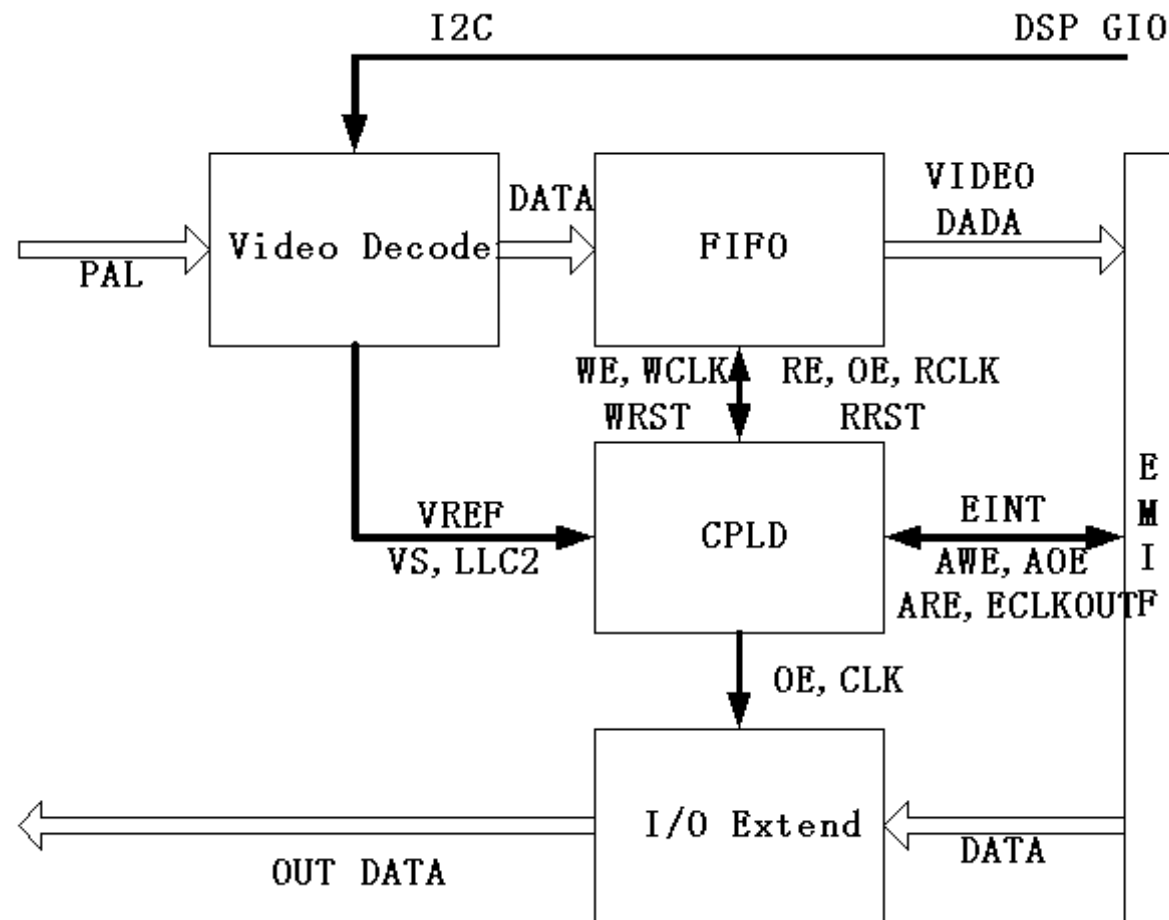 I2C
DSP GIO
DATA
VIDEO
DADA
Video Decode
FIFO
PAL
WE, WCLK
WRST
RE, OE, RCLK
RRST
VREF
VS, LLC2
CPLD
EINT
AWE, AOE
ARE, ECLKOUT
E
M
I
F
OE, CLK
I/O Extend
OUT DATA
DATA